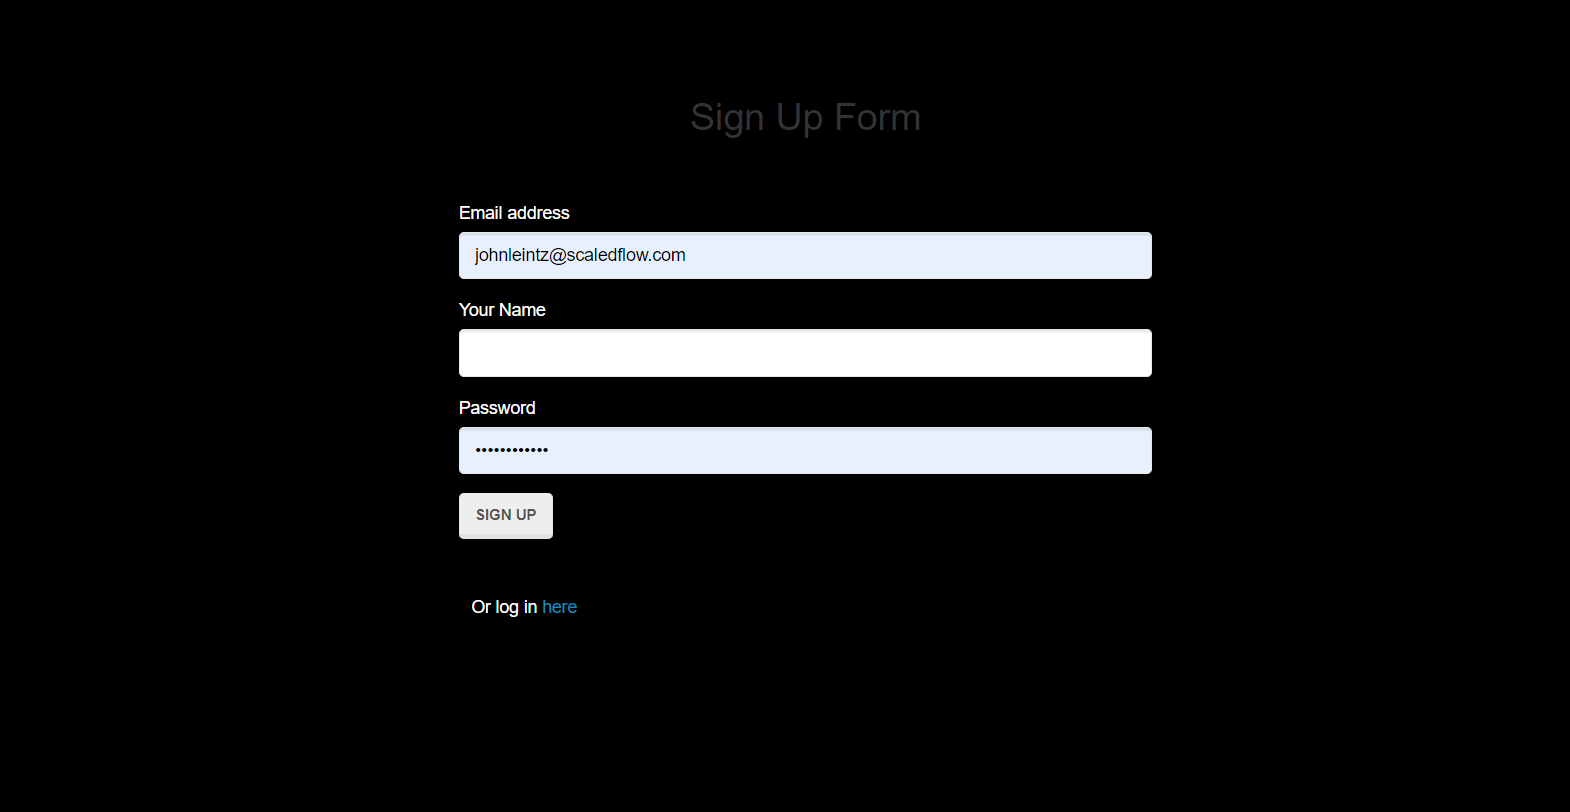 Sign Up Form
Email address
johnleintz@scaledflow.com
Your Name
Password
••••••••••••
SIGN UP
Or log in here